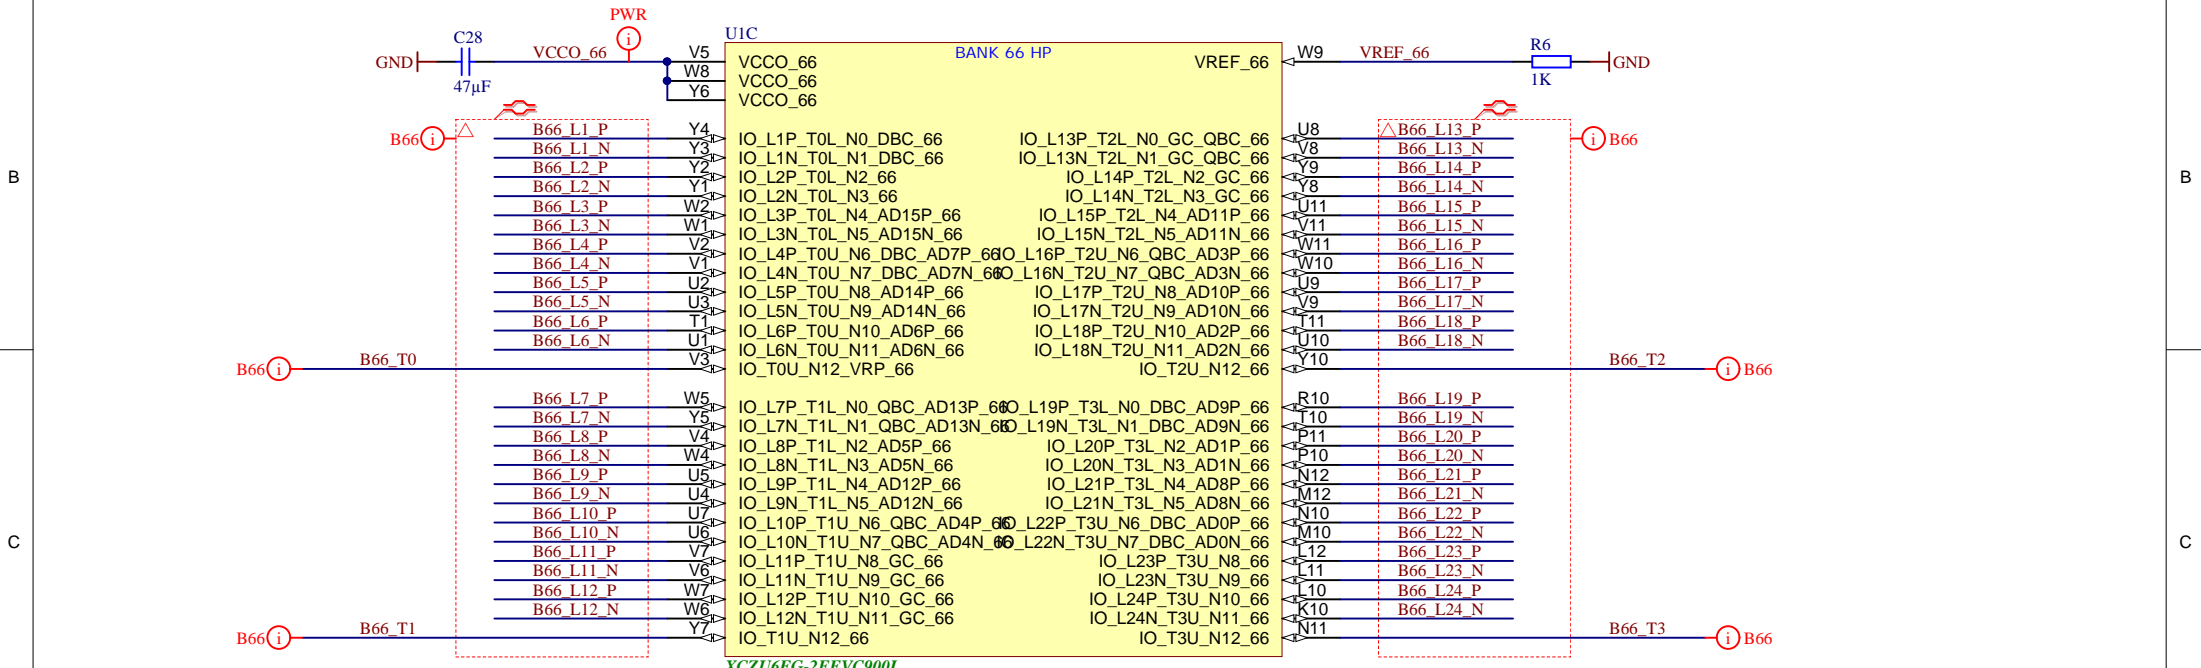 PWR
C28
U1C
BANK 66 HP
R6
GND
VCCO_66
V5
VCCO_66
VREF_66
W9
VREF_66
GND
47µF
W8
VCCO_66
1K
Y6
VCCO_66
B66
B66_L1_P
Y4
IO_L1P_T0L_N0_DBC_66
IO_L13P_T2L_N0_GC_QBC_66
U8
B66_L13_P
B66
B66_L1_N
Y3
IO_L1N_T0L_N1_DBC_66
IO_L13N_T2L_N1_GC_QBC_66
V8
B66_L13_N
B
B66_L2_P
Y2
IO_L2P_T0L_N2_66
IO_L14P_T2L_N2_GC_66
Y9
B66_L14_P
B
B66_L2_N
Y1
IO_L2N_T0L_N3_66
IO_L14N_T2L_N3_GC_66
Y8
B66_L14_N
B66_L3_P
W2
IO_L3P_T0L_N4_AD15P_66
IO_L15P_T2L_N4_AD11P_66
U11
B66_L15_P
B66_L3_N
W1
IO_L3N_T0L_N5_AD15N_66
IO_L15N_T2L_N5_AD11N_66
V11
B66_L15_N
B66_L4_P
V2
IO_L4P_T0U_N6_DBC_AD7P_66
IO_L16P_T2U_N6_QBC_AD3P_66
W11
B66_L16_P
B66_L4_N
V1
IO_L4N_T0U_N7_DBC_AD7N_66
IO_L16N_T2U_N7_QBC_AD3N_66
W10
B66_L16_N
B66_L5_P
U2
IO_L5P_T0U_N8_AD14P_66
IO_L17P_T2U_N8_AD10P_66
U9
B66_L17_P
B66_L5_N
U3
IO_L5N_T0U_N9_AD14N_66
IO_L17N_T2U_N9_AD10N_66
V9
B66_L17_N
B66_L6_P
T1
IO_L6P_T0U_N10_AD6P_66
IO_L18P_T2U_N10_AD2P_66
T11
B66_L18_P
B66_L6_N
U1
IO_L6N_T0U_N11_AD6N_66
IO_L18N_T2U_N11_AD2N_66
U10
B66_L18_N
B66
B66_T0
V3
IO_T0U_N12_VRP_66
IO_T2U_N12_66
Y10
B66_T2
B66
B66_L7_P
W5
IO_L7P_T1L_N0_QBC_AD13P_66
IO_L19P_T3L_N0_DBC_AD9P_66
R10
B66_L19_P
B66_L7_N
Y5
IO_L7N_T1L_N1_QBC_AD13N_66
IO_L19N_T3L_N1_DBC_AD9N_66
T10
B66_L19_N
B66_L8_P
V4
IO_L8P_T1L_N2_AD5P_66
IO_L20P_T3L_N2_AD1P_66
P11
B66_L20_P
B66_L8_N
W4
IO_L8N_T1L_N3_AD5N_66
IO_L20N_T3L_N3_AD1N_66
P10
B66_L20_N
B66_L9_P
U5
IO_L9P_T1L_N4_AD12P_66
IO_L21P_T3L_N4_AD8P_66
N12
B66_L21_P
B66_L9_N
U4
IO_L9N_T1L_N5_AD12N_66
IO_L21N_T3L_N5_AD8N_66
M12
B66_L21_N
B66_L10_P
U7
IO_L10P_T1U_N6_QBC_AD4P_66
IO_L22P_T3U_N6_DBC_AD0P_66
N10
B66_L22_P
C
B66_L10_N
U6
IO_L10N_T1U_N7_QBC_AD4N_66
IO_L22N_T3U_N7_DBC_AD0N_66
M10
B66_L22_N
C
B66_L11_P
V7
IO_L11P_T1U_N8_GC_66
IO_L23P_T3U_N8_66
L12
B66_L23_P
B66_L11_N
V6
IO_L11N_T1U_N9_GC_66
IO_L23N_T3U_N9_66
L11
B66_L23_N
B66_L12_P
W7
IO_L12P_T1U_N10_GC_66
IO_L24P_T3U_N10_66
L10
B66_L24_P
B66_L12_N
W6
IO_L12N_T1U_N11_GC_66
IO_L24N_T3U_N11_66
K10
B66_L24_N
B66
B66_T1
Y7
IO_T1U_N12_66
IO_T3U_N12_66
N11
B66_T3
B66